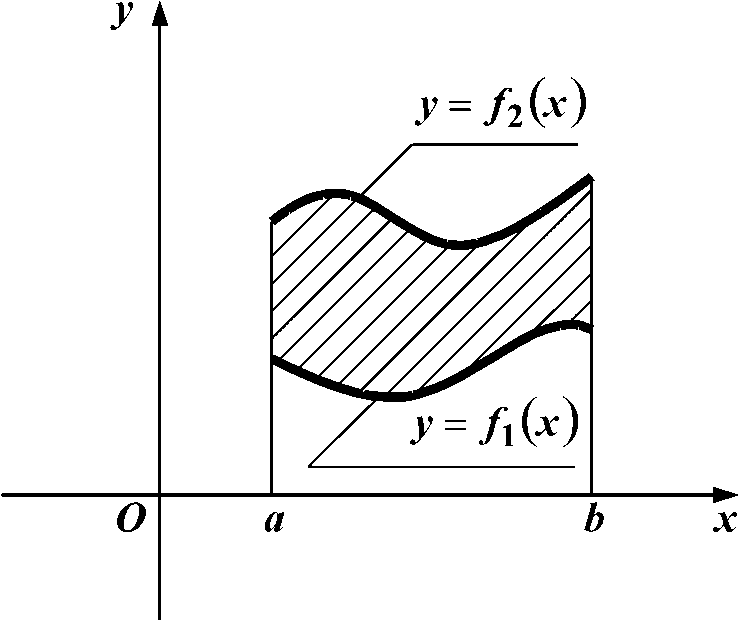 y
y = f₂(x)
y = f₁(x)
O a b x